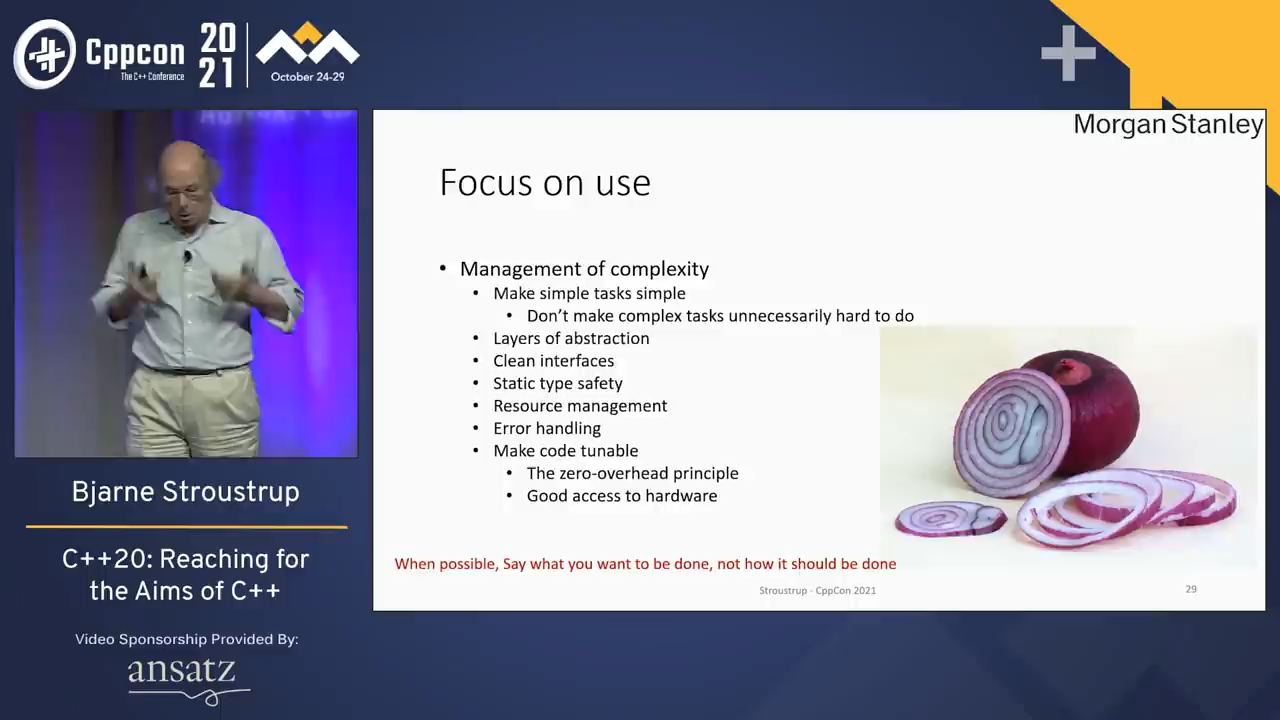 Cppcon
The C++ Conference
20
21
October 24-29
Morgan Stanley
Focus on use
• Management of complexity
• Make simple tasks simple
• Don't make complex tasks unnecessarily hard to do
• Layers of abstraction
• Clean interfaces
• Static type safety
• Resource management
• Error handling
• Make code tunable
• The zero-overhead principle
• Good access to hardware
When possible, Say what you want to be done, not how it should be done
Stroustrup - CppCon 2021
29
Bjarne Stroustrup
C++20: Reaching for
the Aims of C++
Video Sponsorship Provided By:
ansatz